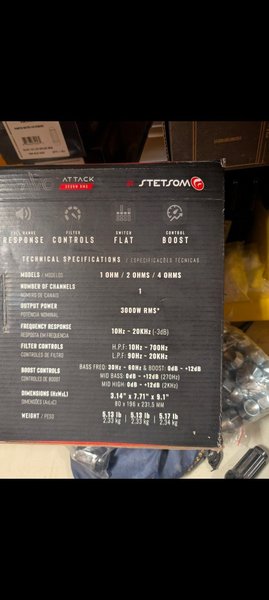 ATTACK
STETSOM
FULL RANGE FILTER SWITCH CONTROL
RESPONSE CONTROLS FLAT BOOST
TECHNICAL SPECIFICATIONS / ESPECIFICAÇÕES TÉCNICAS
MODELS / MODELOS 1 OHM / 2 OHMS / 4 OHMS
NUMBER OF CHANNELS
NÚMERO DE CANAIS 1
OUTPUT POWER
POTÊNCIA NOMINAL 3000W RMS*
FREQUENCY RESPONSE
RESPOSTA EM FREQUÊNCIA 10Hz ~ 20KHz (-3dB)
FILTER CONTROLS H.P.F: 10Hz ~ 700Hz
CONTROLES DE FILTRO L.P.F: 90Hz ~ 20KHz
BASS FREQ: 30Hz ~ 60Hz & BOOST: 0dB ~ +12dB
BOOST CONTROLS MID BASS: 0dB ~ +12dB (270Hz)
CONTROLES DE BOOST
MID HIGH: 0dB ~ +12dB (2KHz)
DIMENSIONS (HxWxL) 3.14" x 7.71" x 9.1"
DIMENSÕES (AxLxC) 80 x 196 x 231,5 MM
WEIGHT / PESO 5.13 lb 5.13 lb 5.17 lb
2.33 kg 2.33 kg 2.34 kg